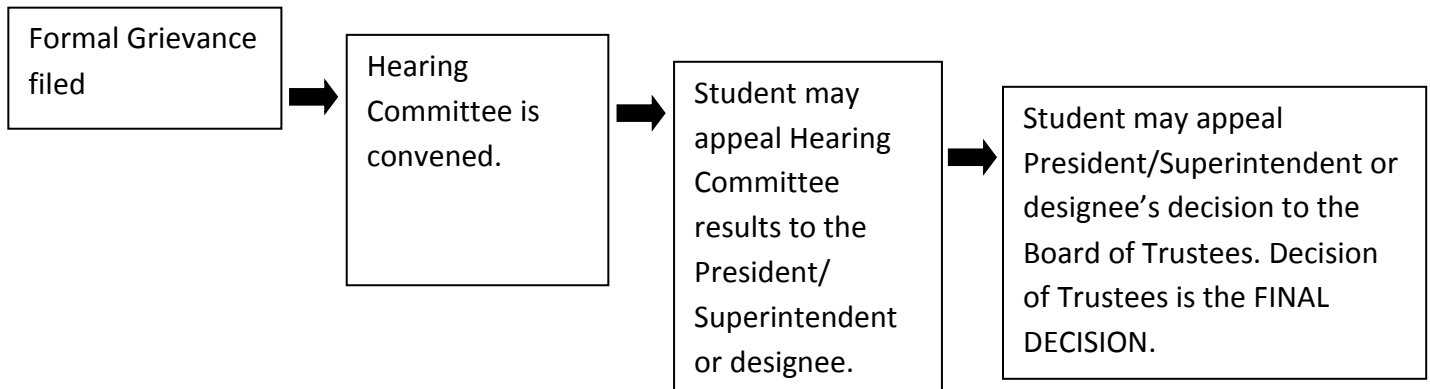 Formal Grievance
filed
Hearing
Committee is
convened.
Student may
appeal Hearing
Committee
results to the
President/
Superintendent
or designee.
Student may appeal
President/Superintendent or
designee’s decision to the
Board of Trustees. Decision
of Trustees is the FINAL
DECISION.